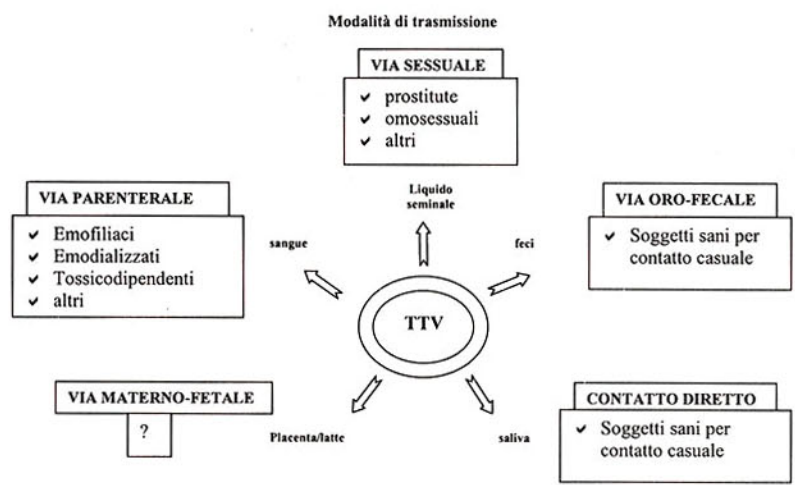 Modalità di trasmissione
VIA SESSUALE
✔ prostitute
✔ omosessuali
✔ altri
VIA PARENTERALE
✔ Emofiliaci
✔ Emodializzati
✔ Tossicodipendenti
✔ altri
sangue
Liquido
seminale
feci
VIA ORO-FECALE
✔ Soggetti sani per
contatto casuale
TTV
VIA MATERNO-FETALE
?
Placenta/latte
saliva
CONTATTO DIRETTO
✔ Soggetti sani per
contatto casuale